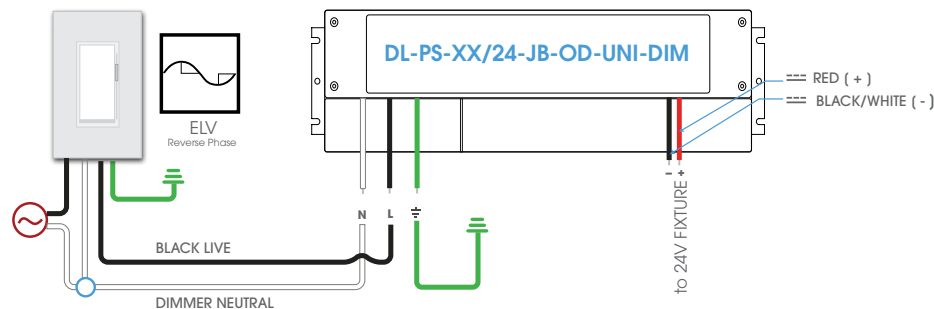 DL-PS-XX/24-JB-OD-UNI-DIM
RED ( + )
BLACK/WHITE ( - )
ELV
Reverse Phase
- +
N L
to 24V FIXTURE
BLACK LIVE
DIMMER NEUTRAL